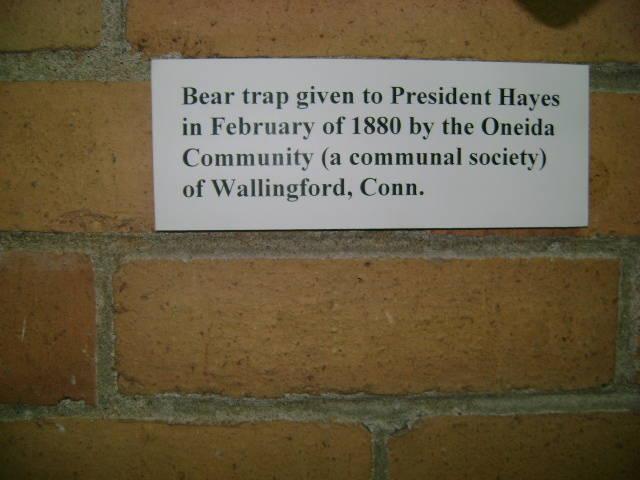 Bear trap given to President Hayes
in February of 1880 by the Oneida
Community (a communal society)
of Wallingford, Conn.